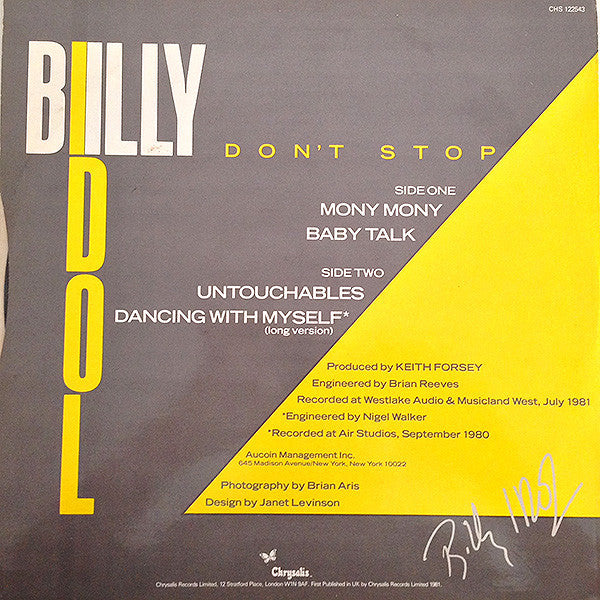 CHS 122543
BILLY
IDOL
DON'T STOP
SIDE ONE
MONY MONY
BABY TALK
SIDE TWO
UNTOUCHABLES
DANCING WITH MYSELF*
(long version)
Produced by KEITH FORSEY
Engineered by Brian Reeves
Recorded at Westlake Audio & Musicland West, July 1981
*Engineered by Nigel Walker
*Recorded at Air Studios, September 1980
Aucoin Management Inc.
645 Madison Avenue/New York, New York 10022
Photography by Brian Aris
Design by Janet Levinson
Billy Idol
Chrysalis
Chrysalis Records Limited, 12 Stratford Place, London W1N 9AF. First Published in UK by Chrysalis Records Limited 1981.